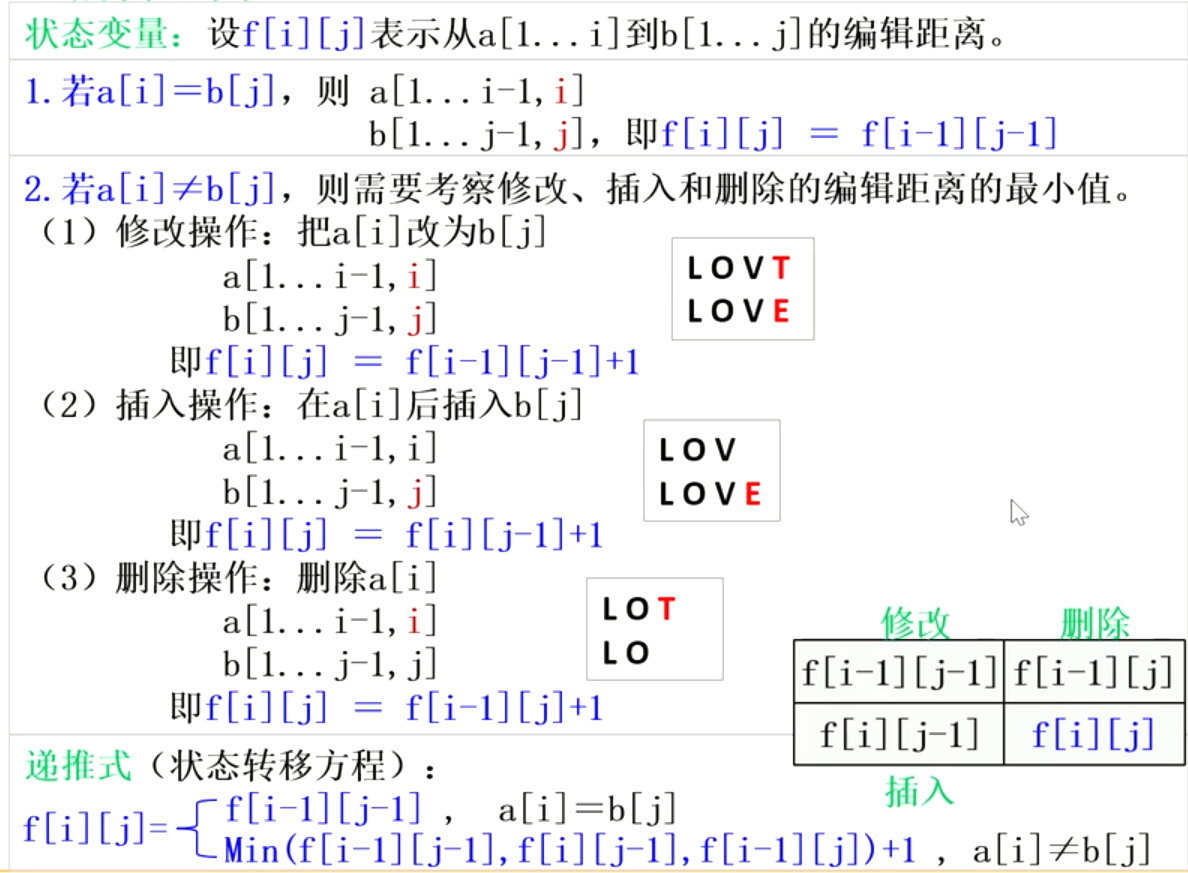 状态变量：设f[i][j]表示从a[1...i]到b[1...j]的编辑距离。
1.若a[i]=b[j]，则 a[1...i-1,i]
b[1...j-1,j]，即f[i][j] = f[i-1][j-1]
2.若a[i]≠b[j]，则需要考察修改、插入和删除的编辑距离的最小值。
（1）修改操作：把a[i]改为b[j]
a[1...i-1,i]
b[1...j-1,j]
即f[i][j] = f[i-1][j-1]+1
LOVT
LOVE
（2）插入操作：在a[i]后插入b[j]
a[1...i-1,i]
b[1...j-1,j]
即f[i][j] = f[i][j-1]+1
LOV
LOVE
（3）删除操作：删除a[i]
a[1...i-1,i]
b[1...j-1,j]
即f[i][j] = f[i-1][j]+1
LOT
LO
修改 删除
f[i-1][j-1] f[i-1][j]
f[i][j-1] f[i][j]
插入
递推式（状态转移方程）：
f[i][j]=
f[i-1][j-1] ， a[i]=b[j]
Min(f[i-1][j-1],f[i][j-1],f[i-1][j])+1 ，a[i]≠b[j]